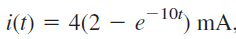 i(t) = 4(2 − e⁻¹⁰ᵗ) mA,